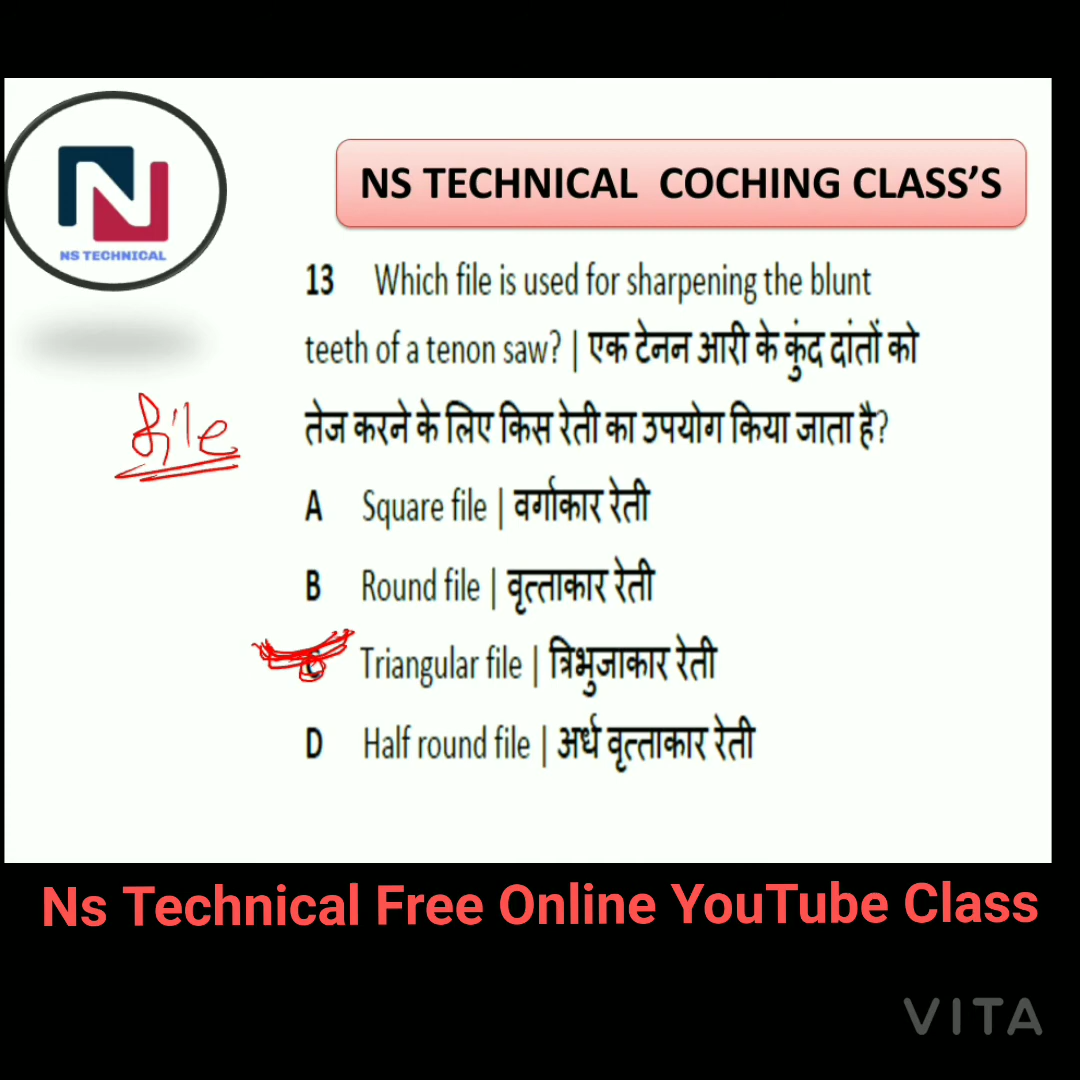 NS TECHNICAL
NS TECHNICAL COCHING CLASS'S
13 Which file is used for sharpening the blunt
teeth of a tenon saw? | एक टेनन आरी के कुंद दांतों को
तेज करने के लिए किस रेती का उपयोग किया जाता है?
file
A Square file | वर्गाकार रेती
B Round file | वृत्ताकार रेती
C Triangular file | त्रिभुजाकार रेती
D Half round file | अर्ध वृत्ताकार रेती
Ns Technical Free Online YouTube Class
VITA